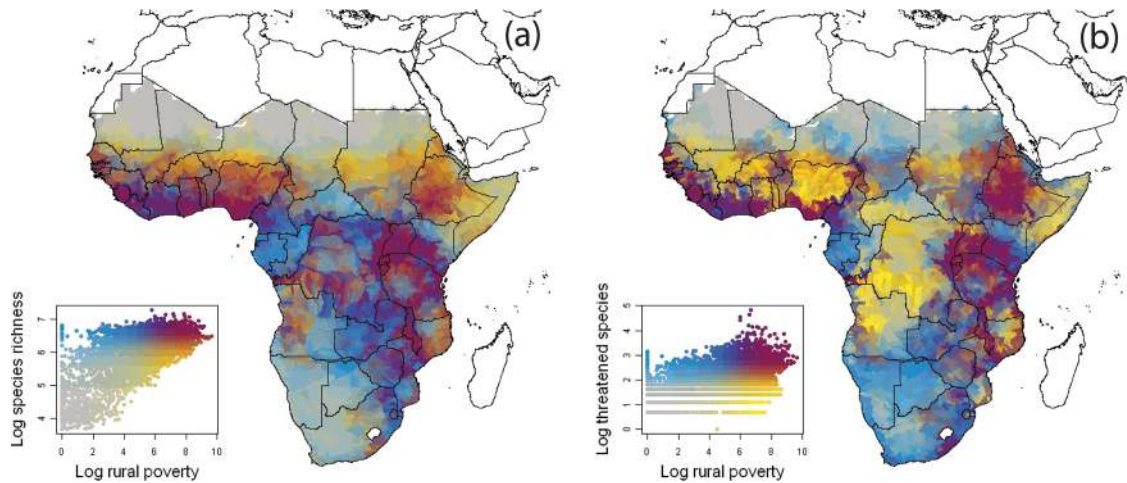 (a)
Log species richness
7
6
5
4
0 2 4 6 8 10
Log rural poverty
(b)
Log threatened species
5
4
3
2
1
0
0 2 4 6 8 10
Log rural poverty